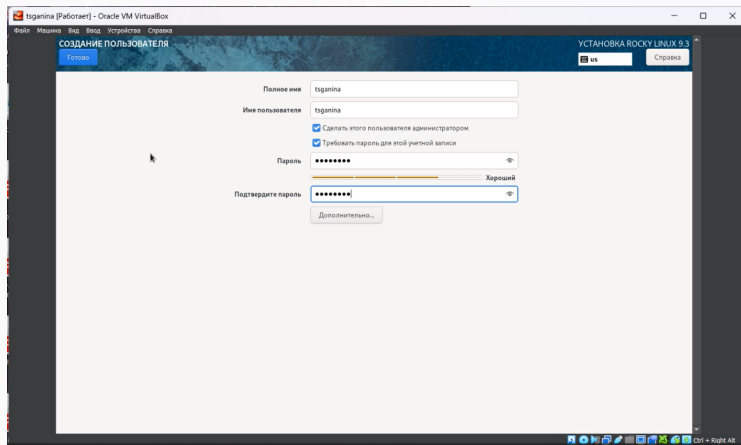 tsganina [Работает] - Oracle VM VirtualBox
Файл Машина Вид Ввод Устройства Справка
СОЗДАНИЕ ПОЛЬЗОВАТЕЛЯ
УСТАНОВКА ROCKY LINUX 9.3
Готово
us
Справка
Полное имя tsganina
Имя пользователя tsganina
Сделать этого пользователя администратором
Требовать пароль для этой учетной записи
Пароль ●●●●●●●●
Хороший
Подтвердите пароль ●●●●●●●●
Дополнительно...
Ctrl + Right Alt